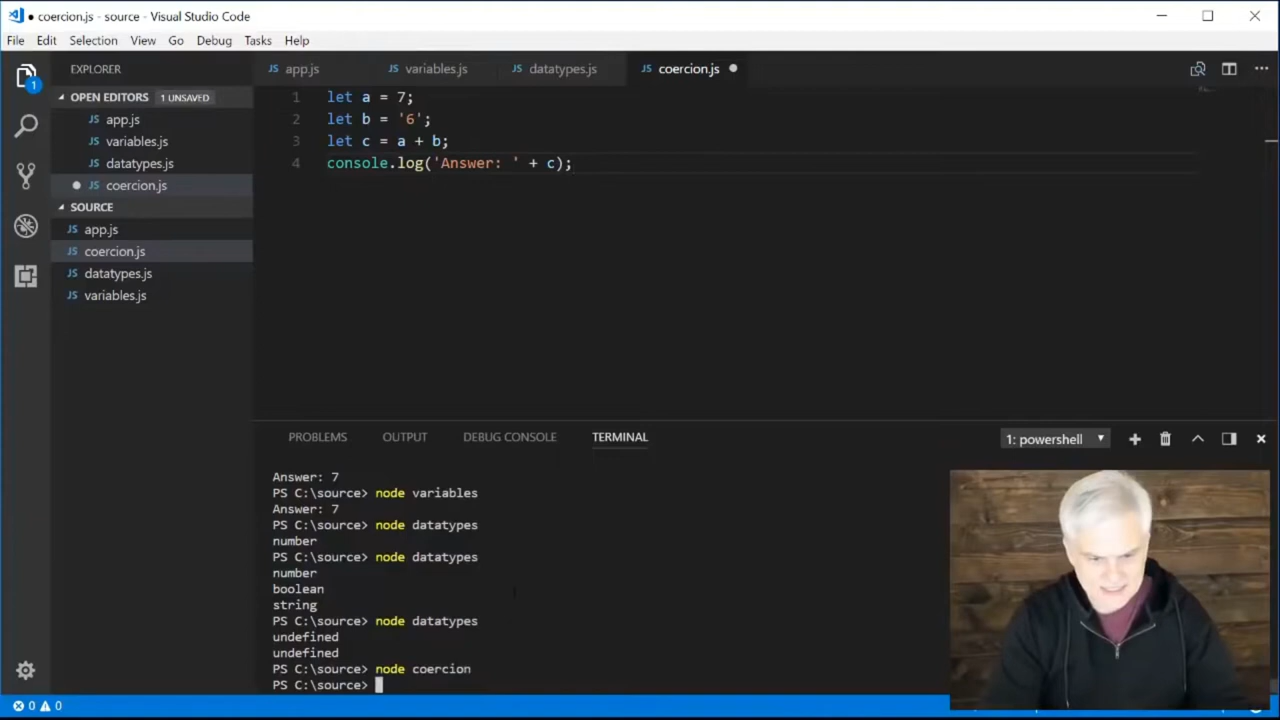 ● coercion.js - source - Visual Studio Code
File Edit Selection View Go Debug Tasks Help
EXPLORER
OPEN EDITORS 1 UNSAVED
JS app.js
JS variables.js
JS datatypes.js
● JS coercion.js
SOURCE
JS app.js
JS coercion.js
JS datatypes.js
JS variables.js
1
JS app.js JS variables.js JS datatypes.js JS coercion.js ●
1 let a = 7;
2 let b = '6';
3 let c = a + b;
4 console.log('Answer: ' + c);
PROBLEMS OUTPUT DEBUG CONSOLE TERMINAL
1: powershell
Answer: 7
PS C:\source> node variables
Answer: 7
PS C:\source> node datatypes
number
PS C:\source> node datatypes
number
boolean
string
PS C:\source> node datatypes
undefined
undefined
PS C:\source> node coercion
PS C:\source>
0 0